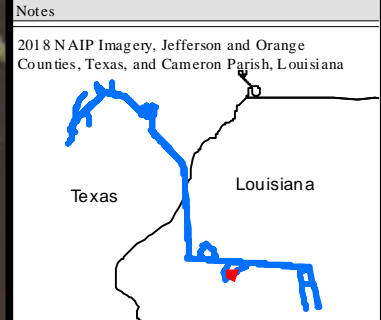 Notes
2018 NAIP Imagery, Jefferson and Orange
Counties, Texas, and Cameron Parish, Louisiana
Louisiana
Texas